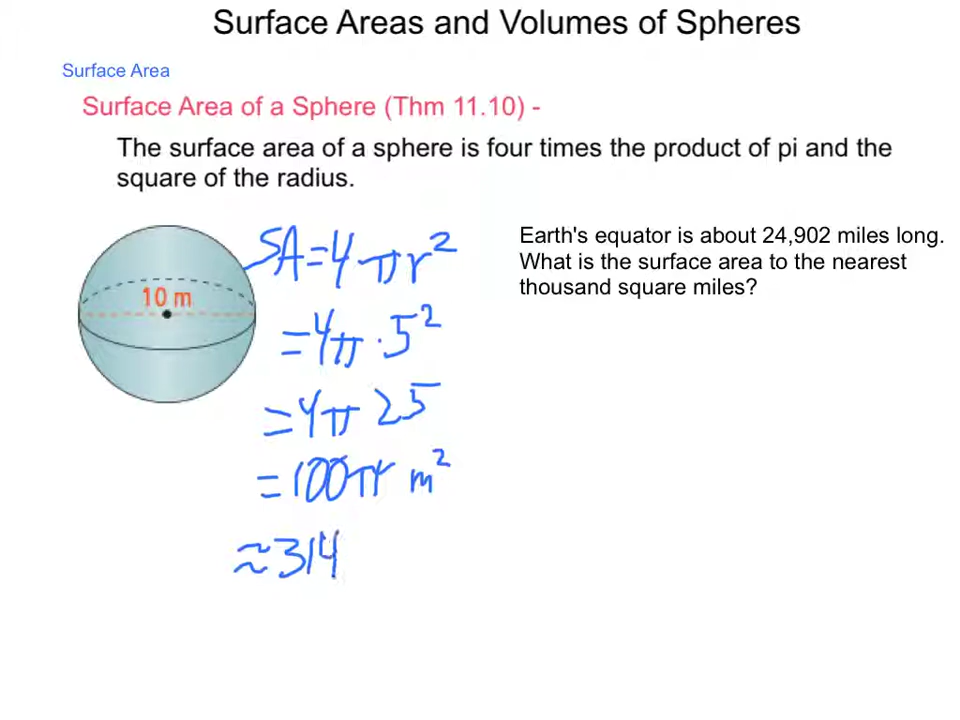 Surface Areas and Volumes of Spheres
Surface Area
Surface Area of a Sphere (Thm 11.10) -
The surface area of a sphere is four times the product of pi and the
square of the radius.
10 m
SA = 4πr²
= 4π · 5²
= 4π 25
= 100π m²
≈ 314
Earth's equator is about 24,902 miles long.
What is the surface area to the nearest
thousand square miles?